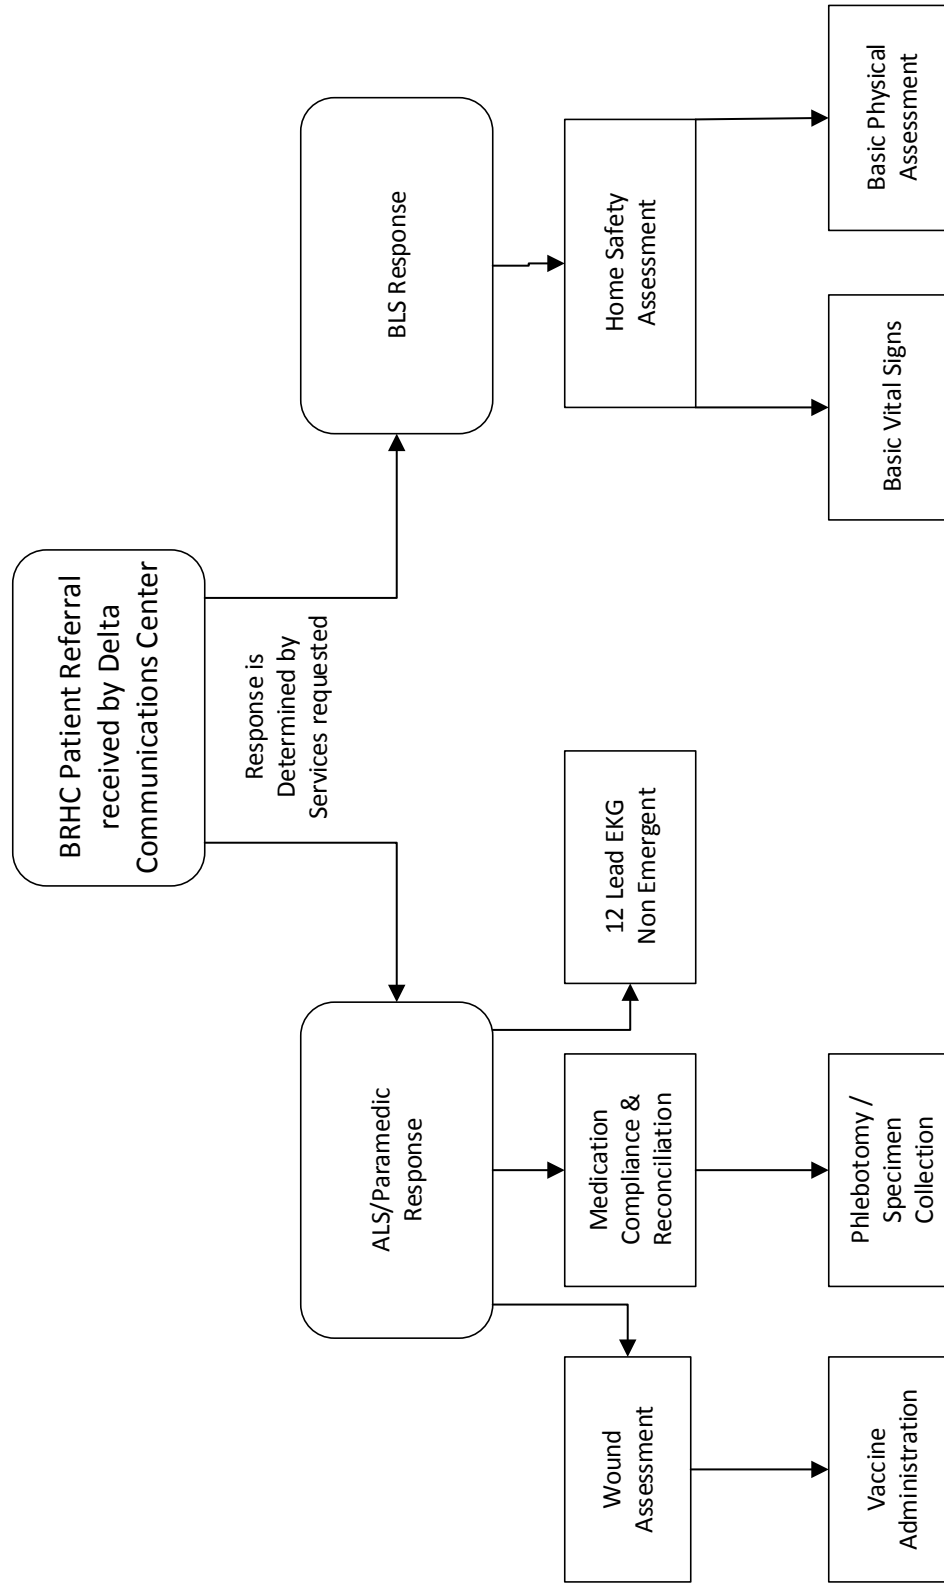 BRHC Patient Referral
received by Delta
Communications Center
Response is
Determined by
Services requested
ALS/Paramedic
Response
BLS Response
Wound
Assessment
Medication
Compliance &
Reconciliation
12 Lead EKG
Non Emergent
Home Safety
Assessment
Vaccine
Administration
Phlebotomy /
Specimen
Collection
Basic Vital Signs
Basic Physical
Assessment